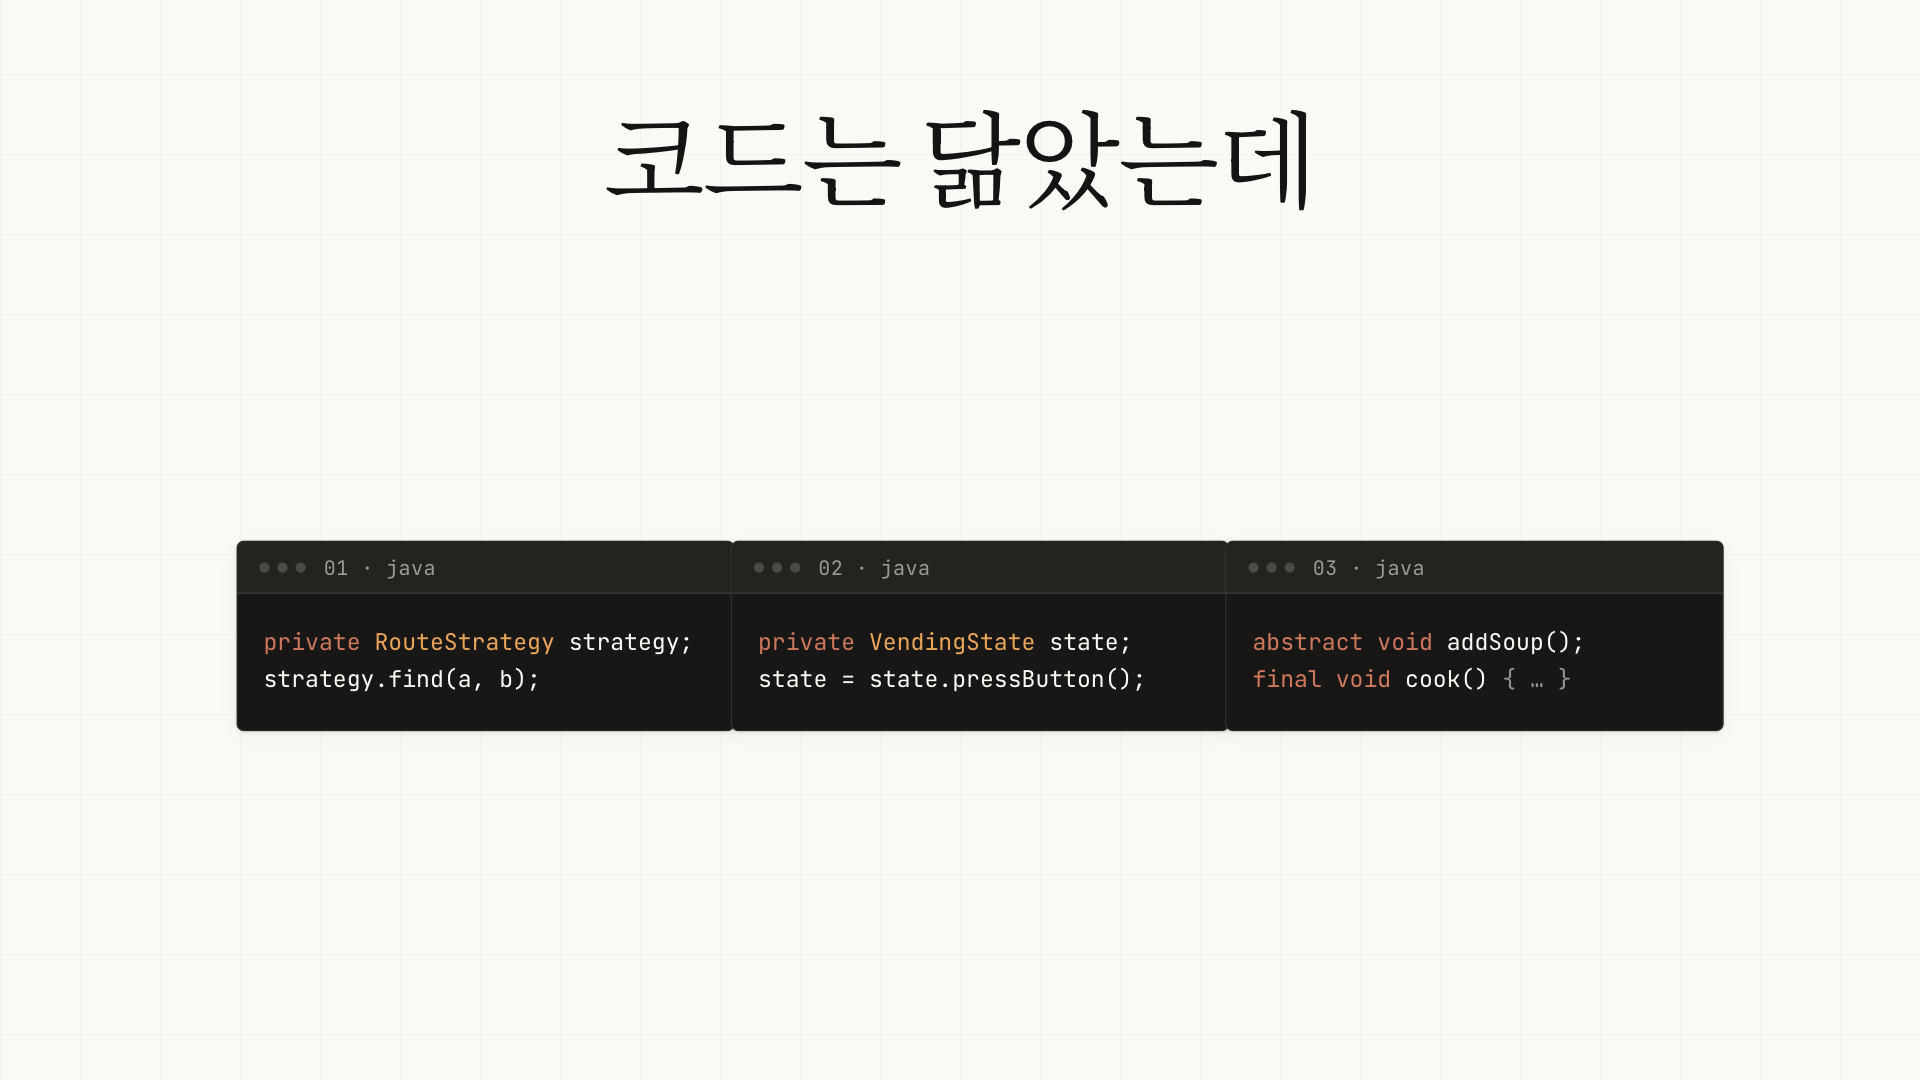 코드는 닮았는데
01 · java
private RouteStrategy strategy;
strategy.find(a, b);
02 · java
private VendingState state;
state = state.pressButton();
03 · java
abstract void addSoup();
final void cook() { … }